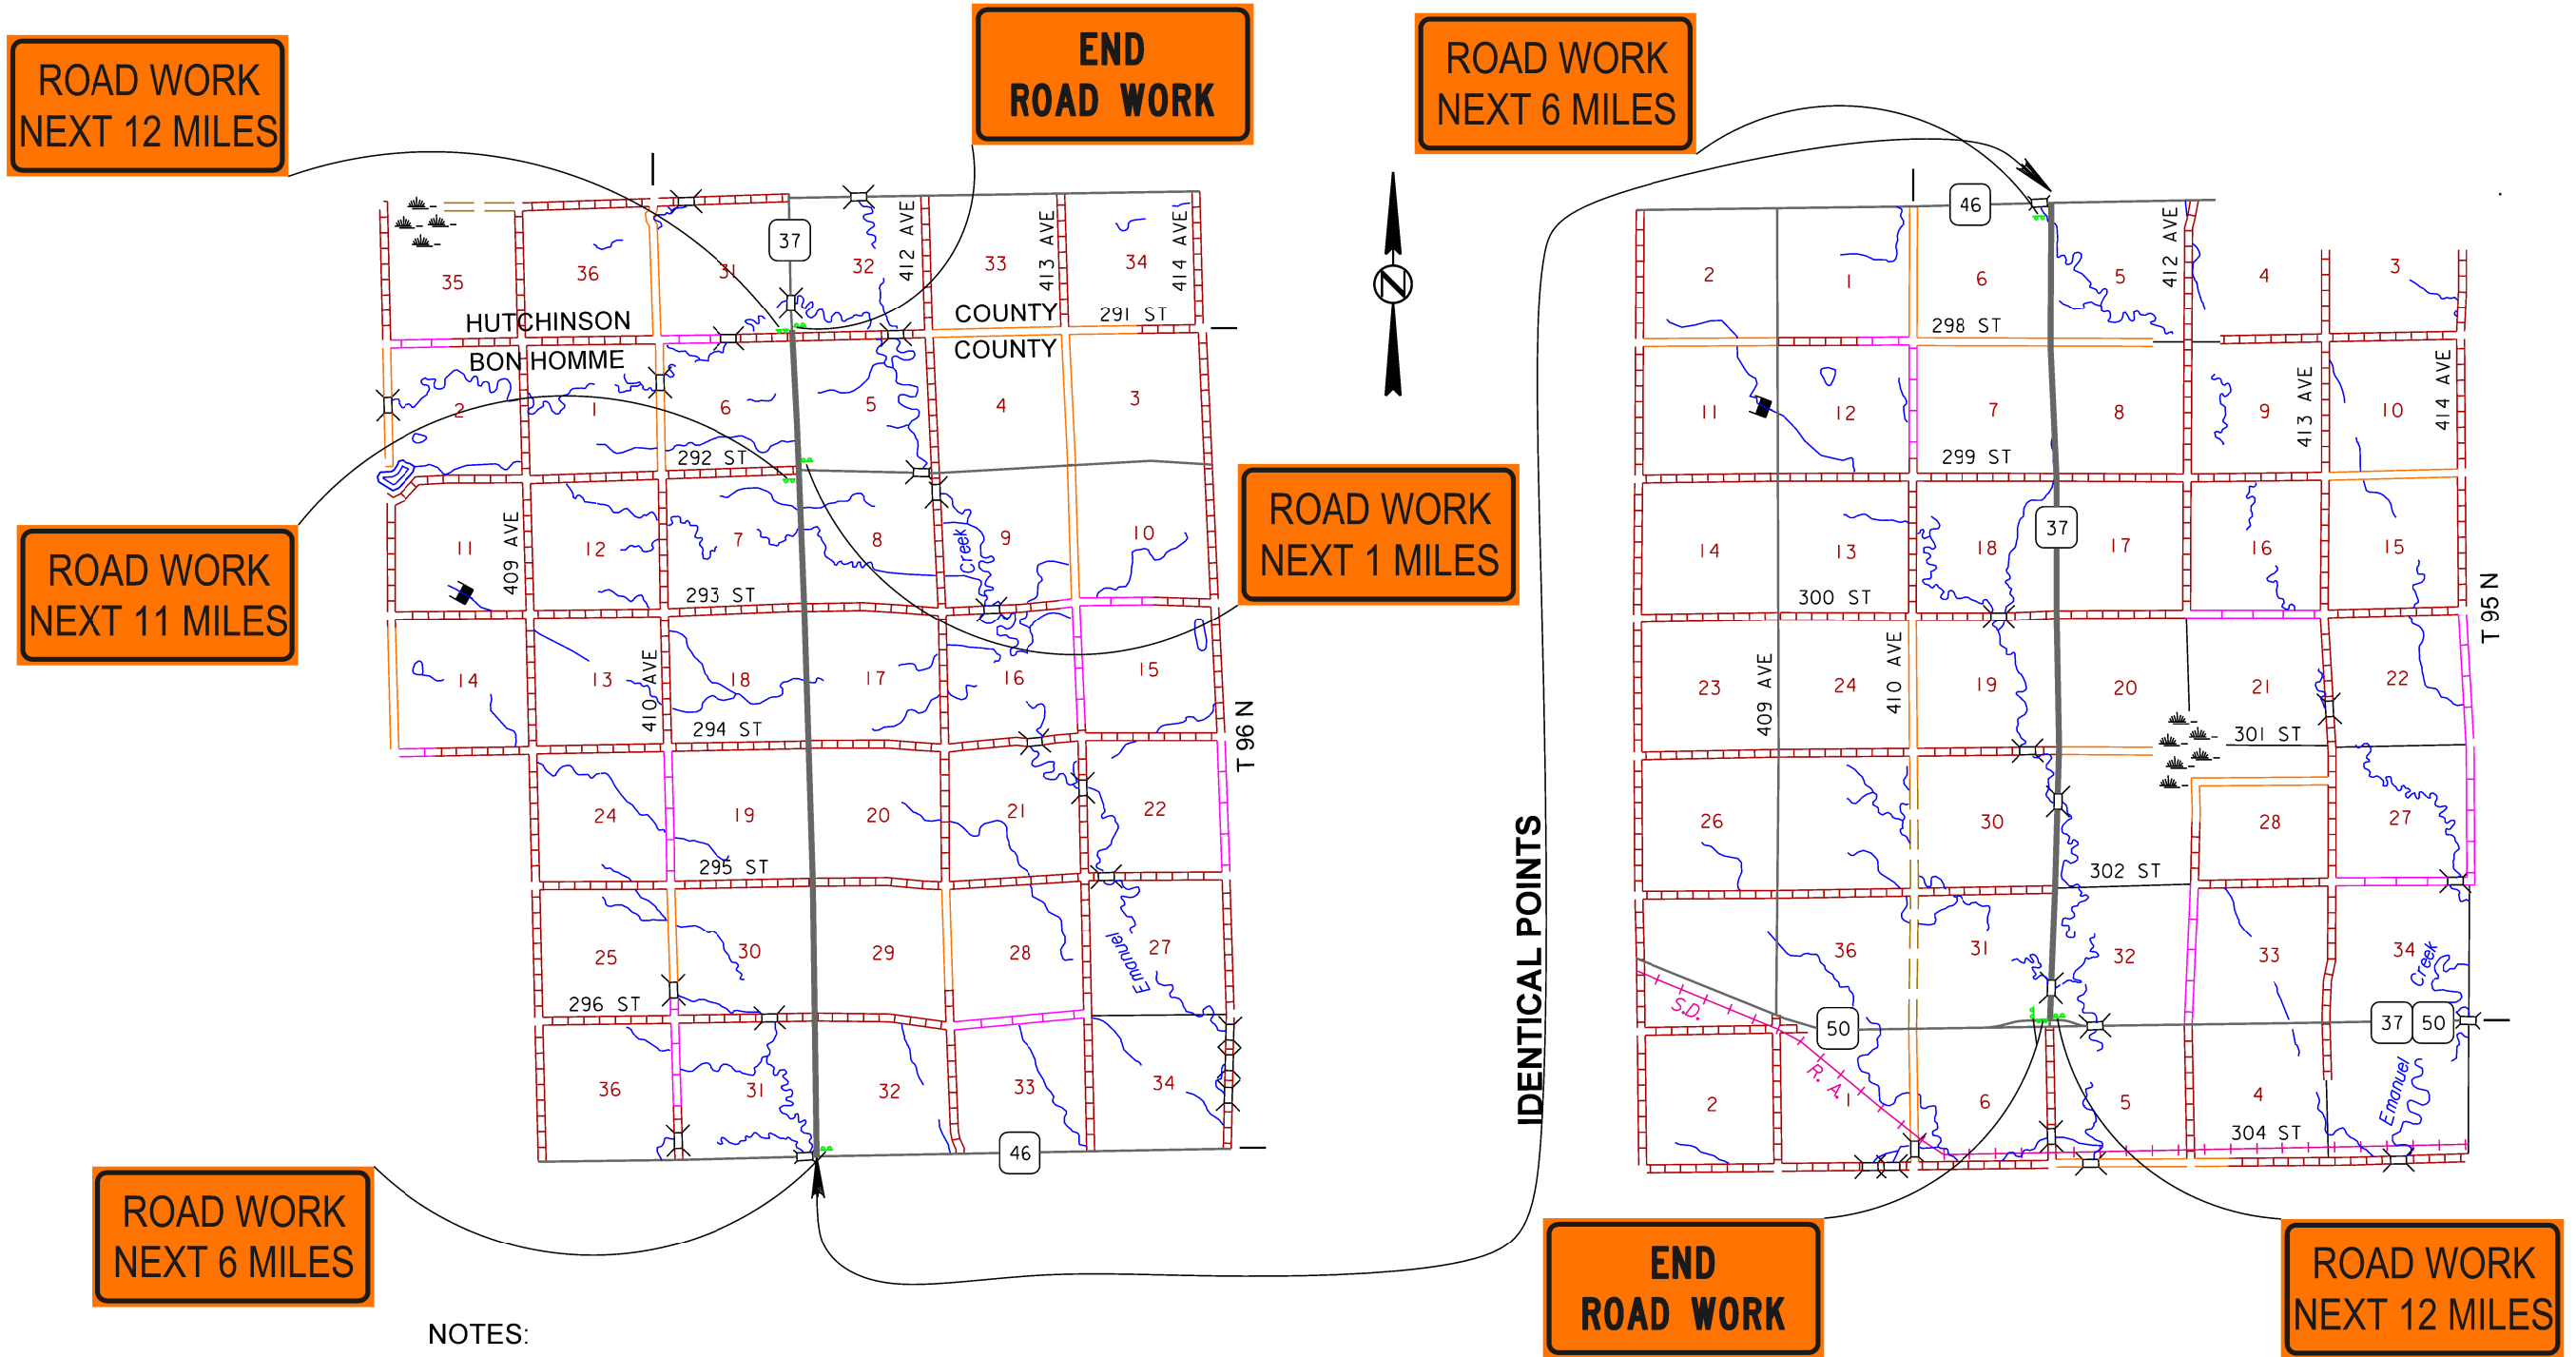 ROAD WORK
NEXT 12 MILES
END
ROAD WORK
ROAD WORK
NEXT 6 MILES
37
412 AVE
413 AVE
414 AVE
35
36
31
32
33
34
HUTCHINSON
COUNTY
291 ST
BON HOMME
COUNTY
2
1
6
5
4
3
292 ST
ROAD WORK
NEXT 11 MILES
ROAD WORK
NEXT 1 MILES
11
409 AVE
12
7
8
Creek
9
10
293 ST
14
13
410 AVE
18
17
16
15
294 ST
T 96 N
24
19
20
21
22
295 ST
25
30
29
28
Emanuel
27
296 ST
36
31
32
33
34
46
ROAD WORK
NEXT 6 MILES
NOTES:
N
IDENTICAL POINTS
46
412 AVE
2
1
6
5
4
3
298 ST
11
12
7
8
9
413 AVE
10
414 AVE
299 ST
37
14
13
18
17
16
15
300 ST
T 95 N
23
409 AVE
24
410 AVE
19
20
21
22
301 ST
26
30
28
27
302 ST
36
31
32
33
34
Creek
S.D.
50
37
50
R. A.
2
1
6
5
4
Emanuel
304 ST
END
ROAD WORK
ROAD WORK
NEXT 12 MILES